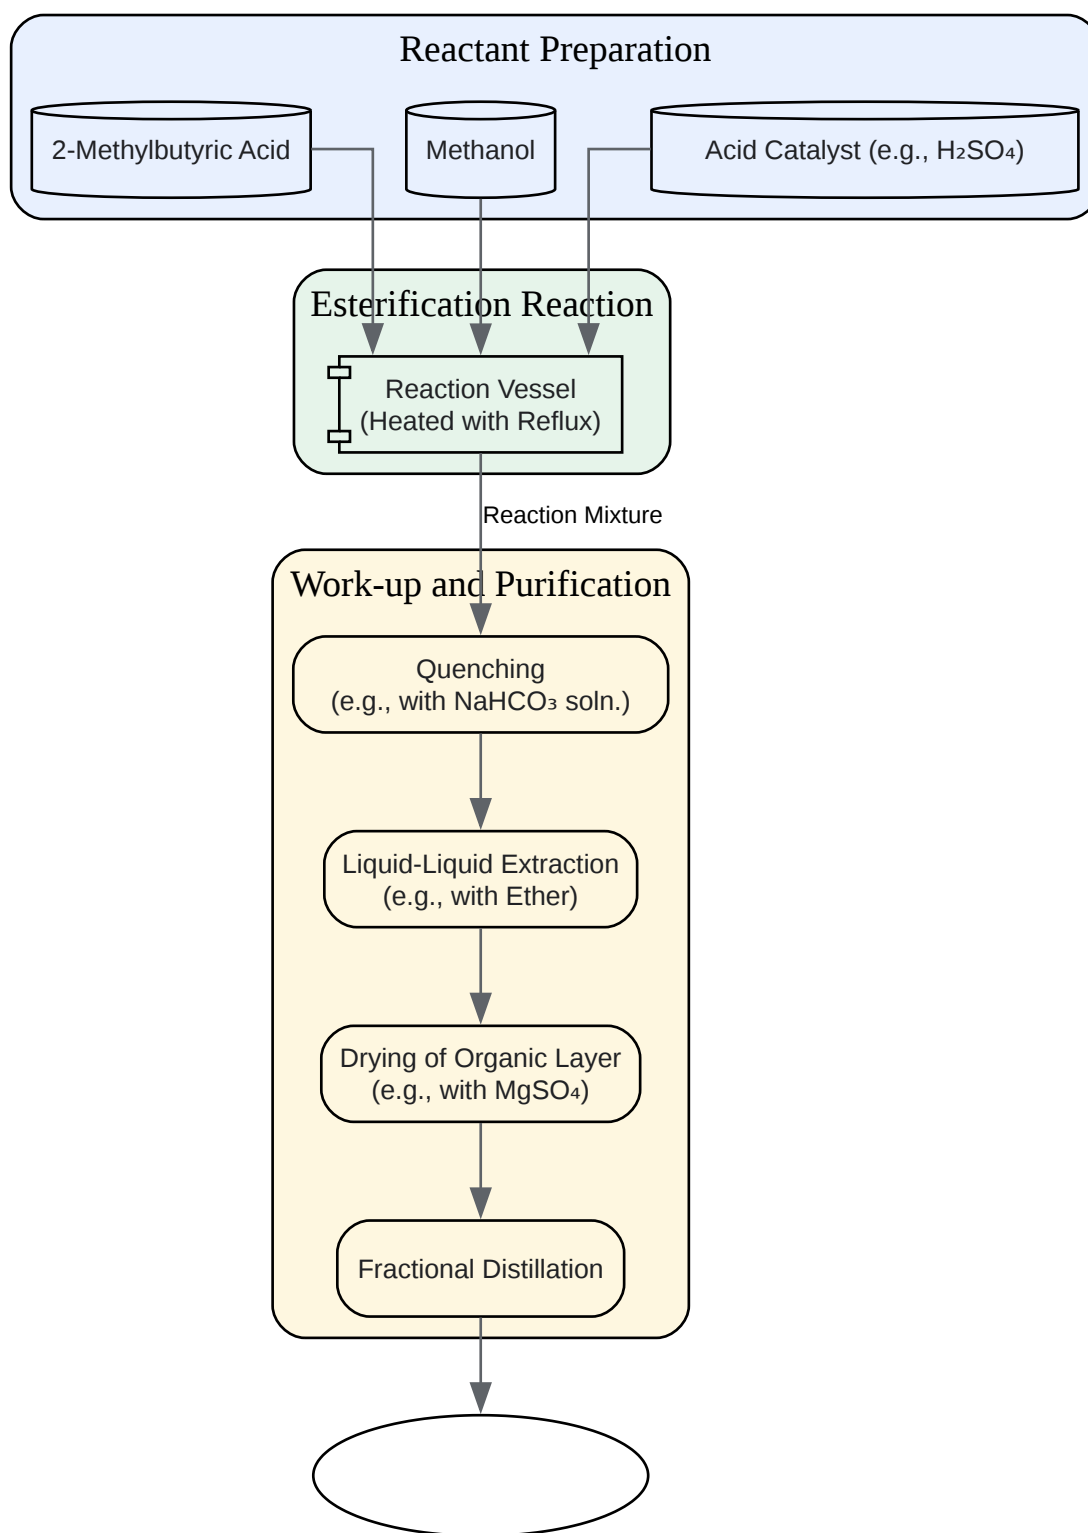 Reactant Preparation
2-Methylbutyric Acid
Methanol
Acid Catalyst (e.g., H₂SO₄)
Esterification Reaction
Reaction Vessel
(Heated with Reflux)
Reaction Mixture
Work-up and Purification
Quenching
(e.g., with NaHCO₃ soln.)
Liquid-Liquid Extraction
(e.g., with Ether)
Drying of Organic Layer
(e.g., with MgSO₄)
Fractional Distillation